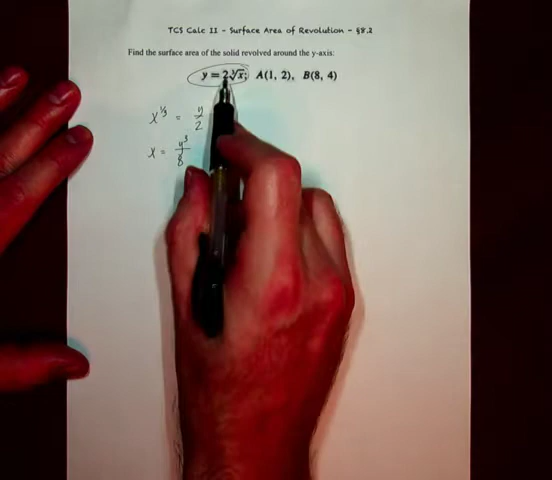 TCS Calc II - Surface Area of Revolution - §8.2
Find the surface area of the solid revolved around the y-axis:
y = 2∛x; A(1, 2), B(8, 4)
x^1/3 = y/2
x = y^3/8